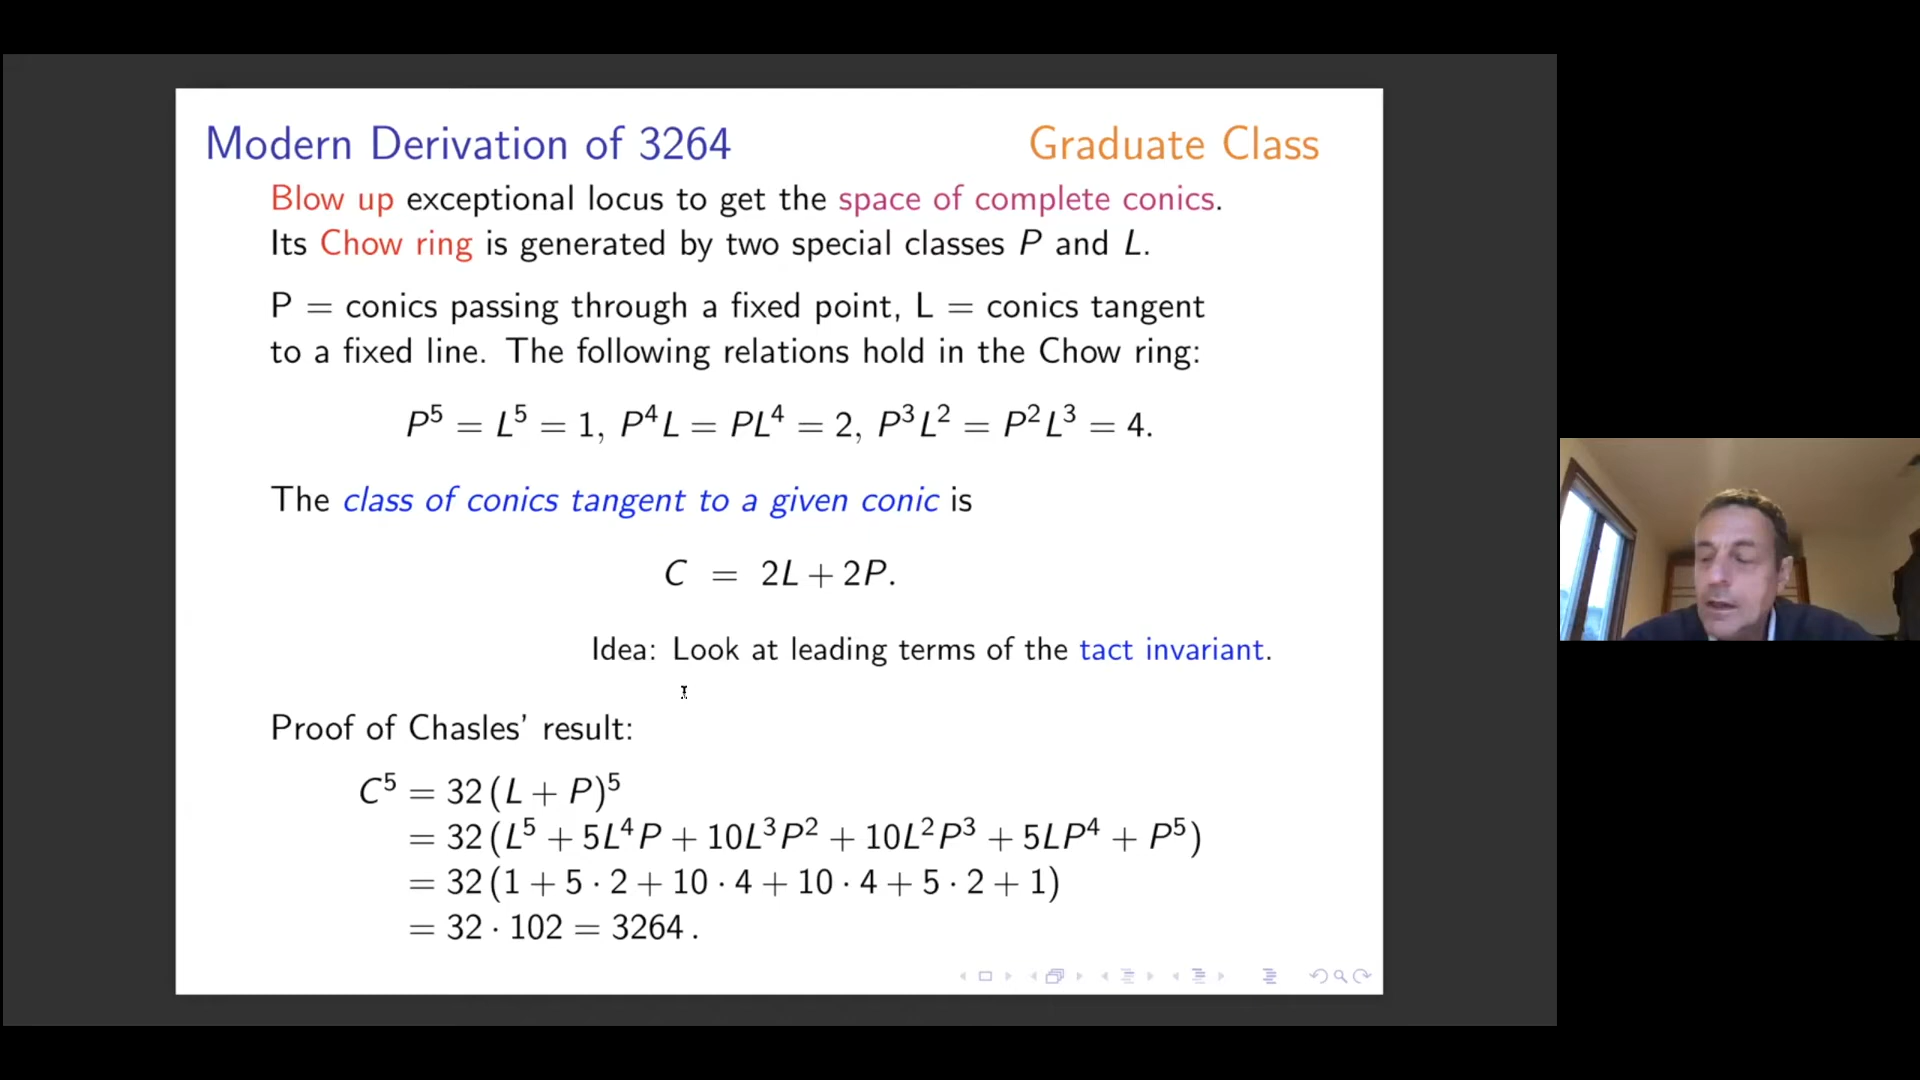 Modern Derivation of 3264 Graduate Class
Blow up exceptional locus to get the space of complete conics.
Its Chow ring is generated by two special classes P and L.
P = conics passing through a fixed point, L = conics tangent
to a fixed line. The following relations hold in the Chow ring:
P⁵ = L⁵ = 1, P⁴L = PL⁴ = 2, P³L² = P²L³ = 4.
The class of conics tangent to a given conic is
C = 2L + 2P.
Idea: Look at leading terms of the tact invariant.
Proof of Chasles' result:
C⁵ = 32 (L + P)⁵
= 32 (L⁵ + 5L⁴P + 10L³P² + 10L²P³ + 5LP⁴ + P⁵)
= 32 (1 + 5 · 2 + 10 · 4 + 10 · 4 + 5 · 2 + 1)
= 32 · 102 = 3264 .